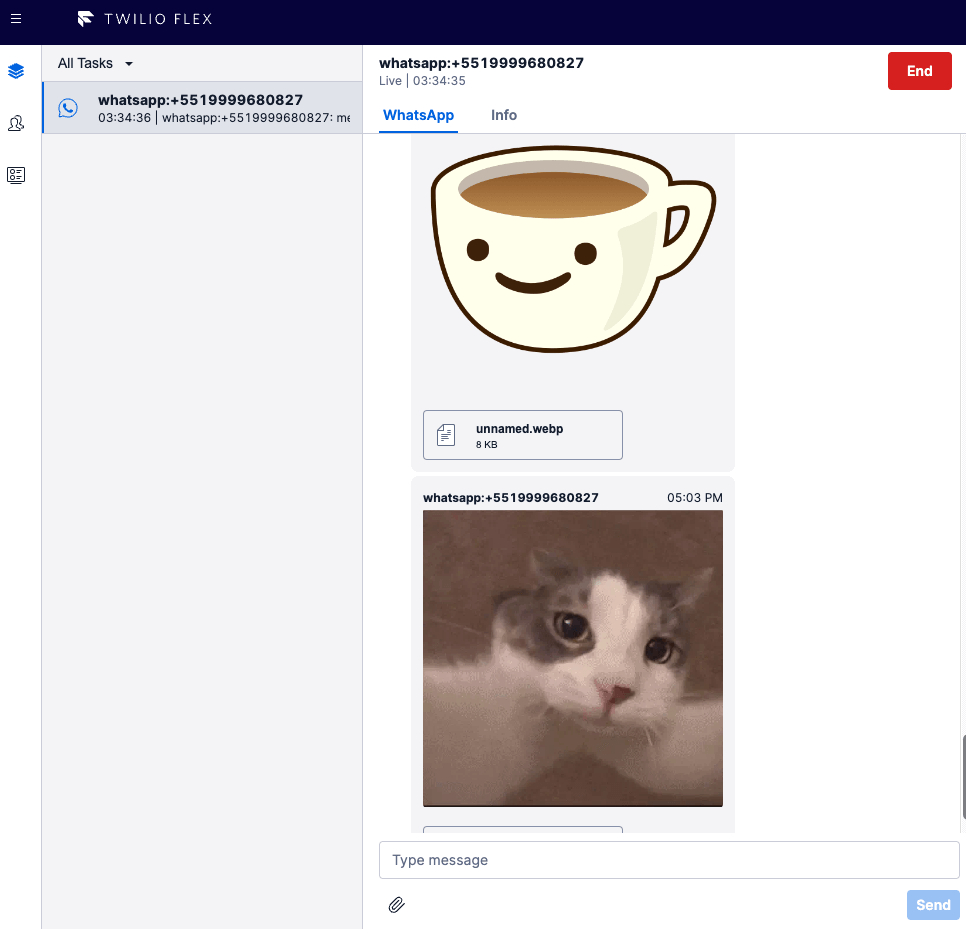 TWILIO FLEX
All Tasks
whatsapp:+5519999680827
03:34:36 | whatsapp:+5519999680827: me
whatsapp:+5519999680827
Live | 03:34:35
End
WhatsApp
Info
unnamed.webp
8 KB
whatsapp:+5519999680827
05:03 PM
Type message
Send